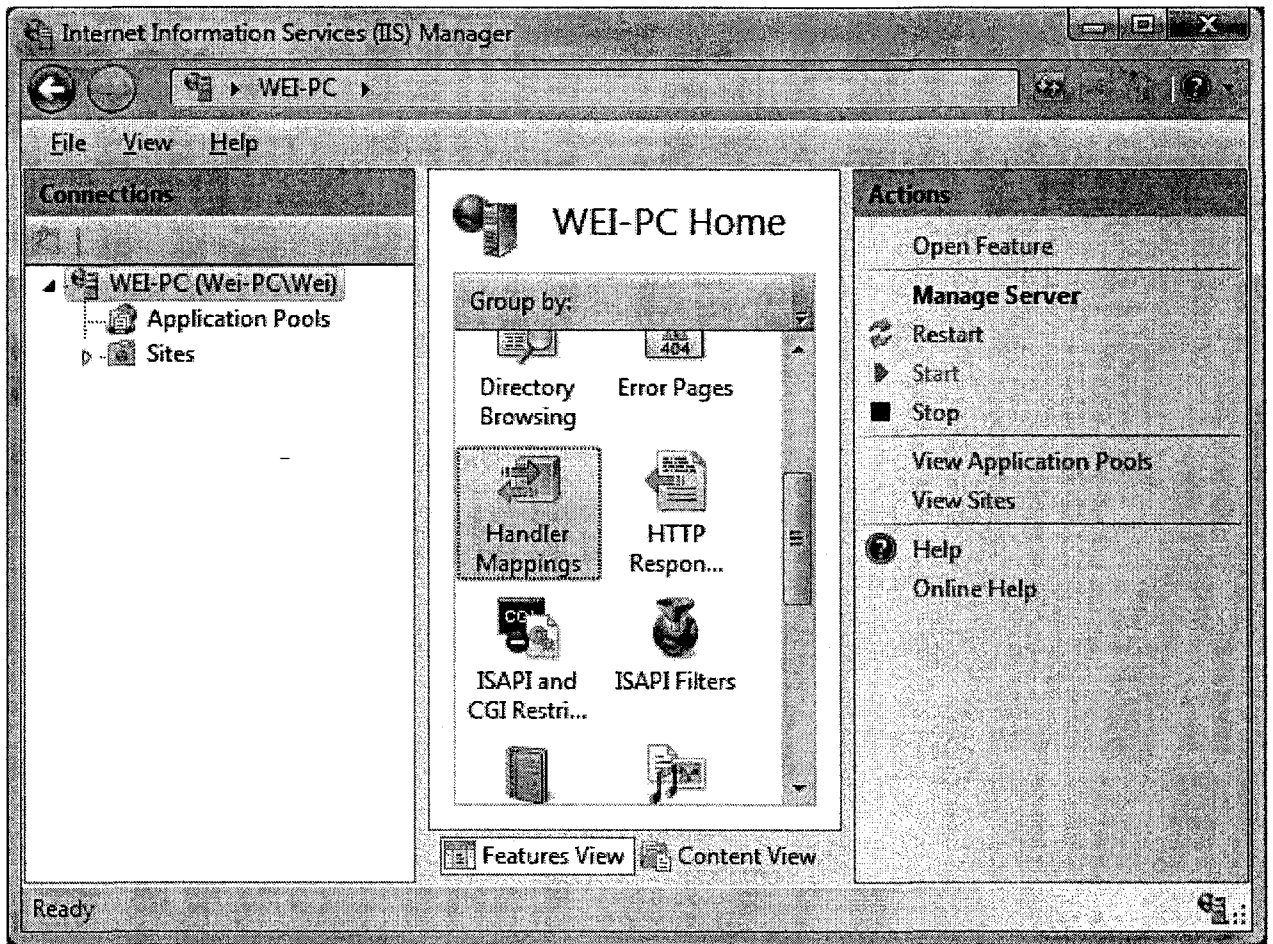 Internet Information Services (IIS) Manager
WEI-PC
File View Help
Connections
WEI-PC (Wei-PC\Wei)
Application Pools
Sites
WEI-PC Home
Group by:
404
Directory Browsing
Error Pages
Handler Mappings
HTTP Respon...
CGI
ISAPI and CGI Restri...
ISAPI Filters
Features View
Content View
Actions
Open Feature
Manage Server
Restart
Start
Stop
View Application Pools
View Sites
Help
Online Help
Ready